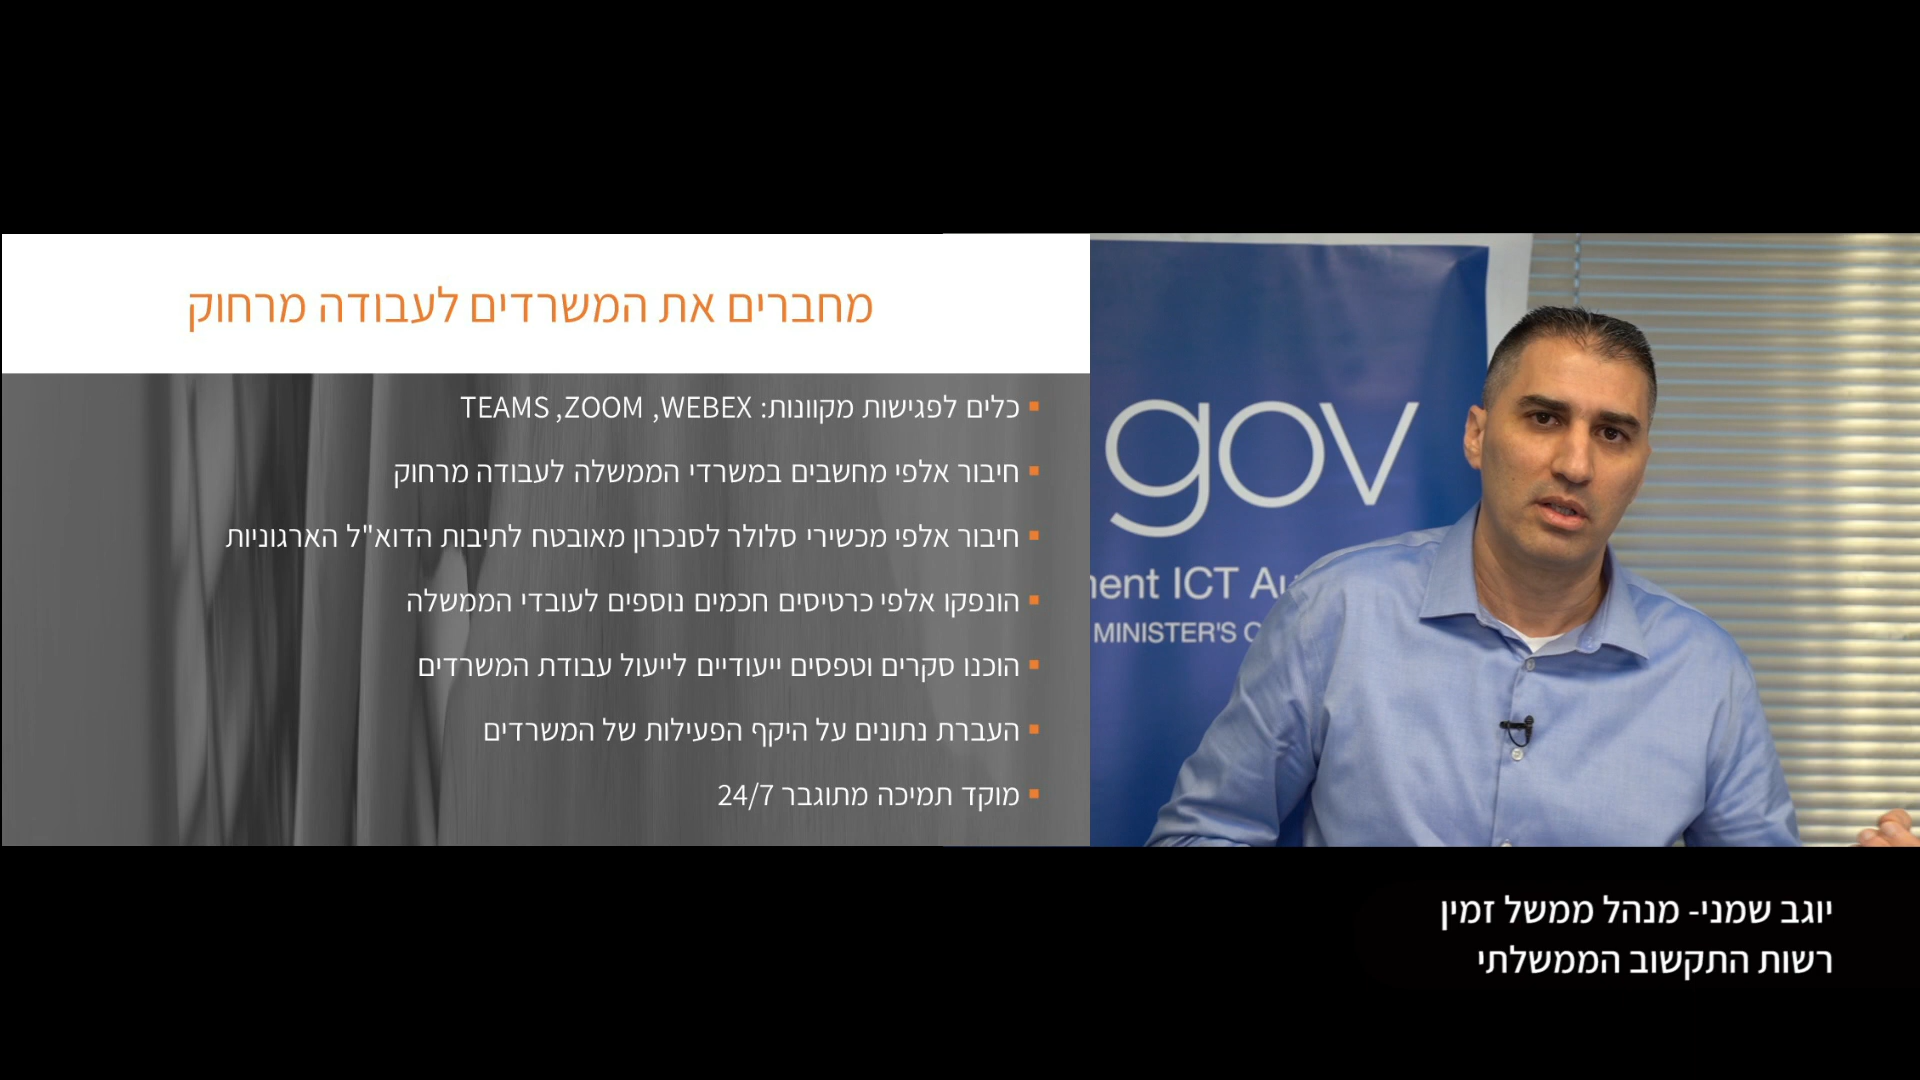 מחברים את המשרדים לעבודה מרחוק
כלים לפגישות מקוונות: TEAMS ,ZOOM ,WEBEX
חיבור אלפי מחשבים במשרדי הממשלה לעבודה מרחוק
חיבור אלפי מכשירי סלולר לסנכרון מאובטח לתיבות הדוא"ל הארגוניות
הונפקו אלפי כרטיסים חכמים נוספים לעובדי הממשלה
הוכנו סקרים וטפסים ייעודיים לייעול עבודת המשרדים
העברת נתונים על היקף הפעילות של המשרדים
מוקד תמיכה מתוגבר 24/7
gov
ICT
MINISTER'S
יוגב שמני- מנהל ממשל זמין
רשות התקשוב הממשלתי